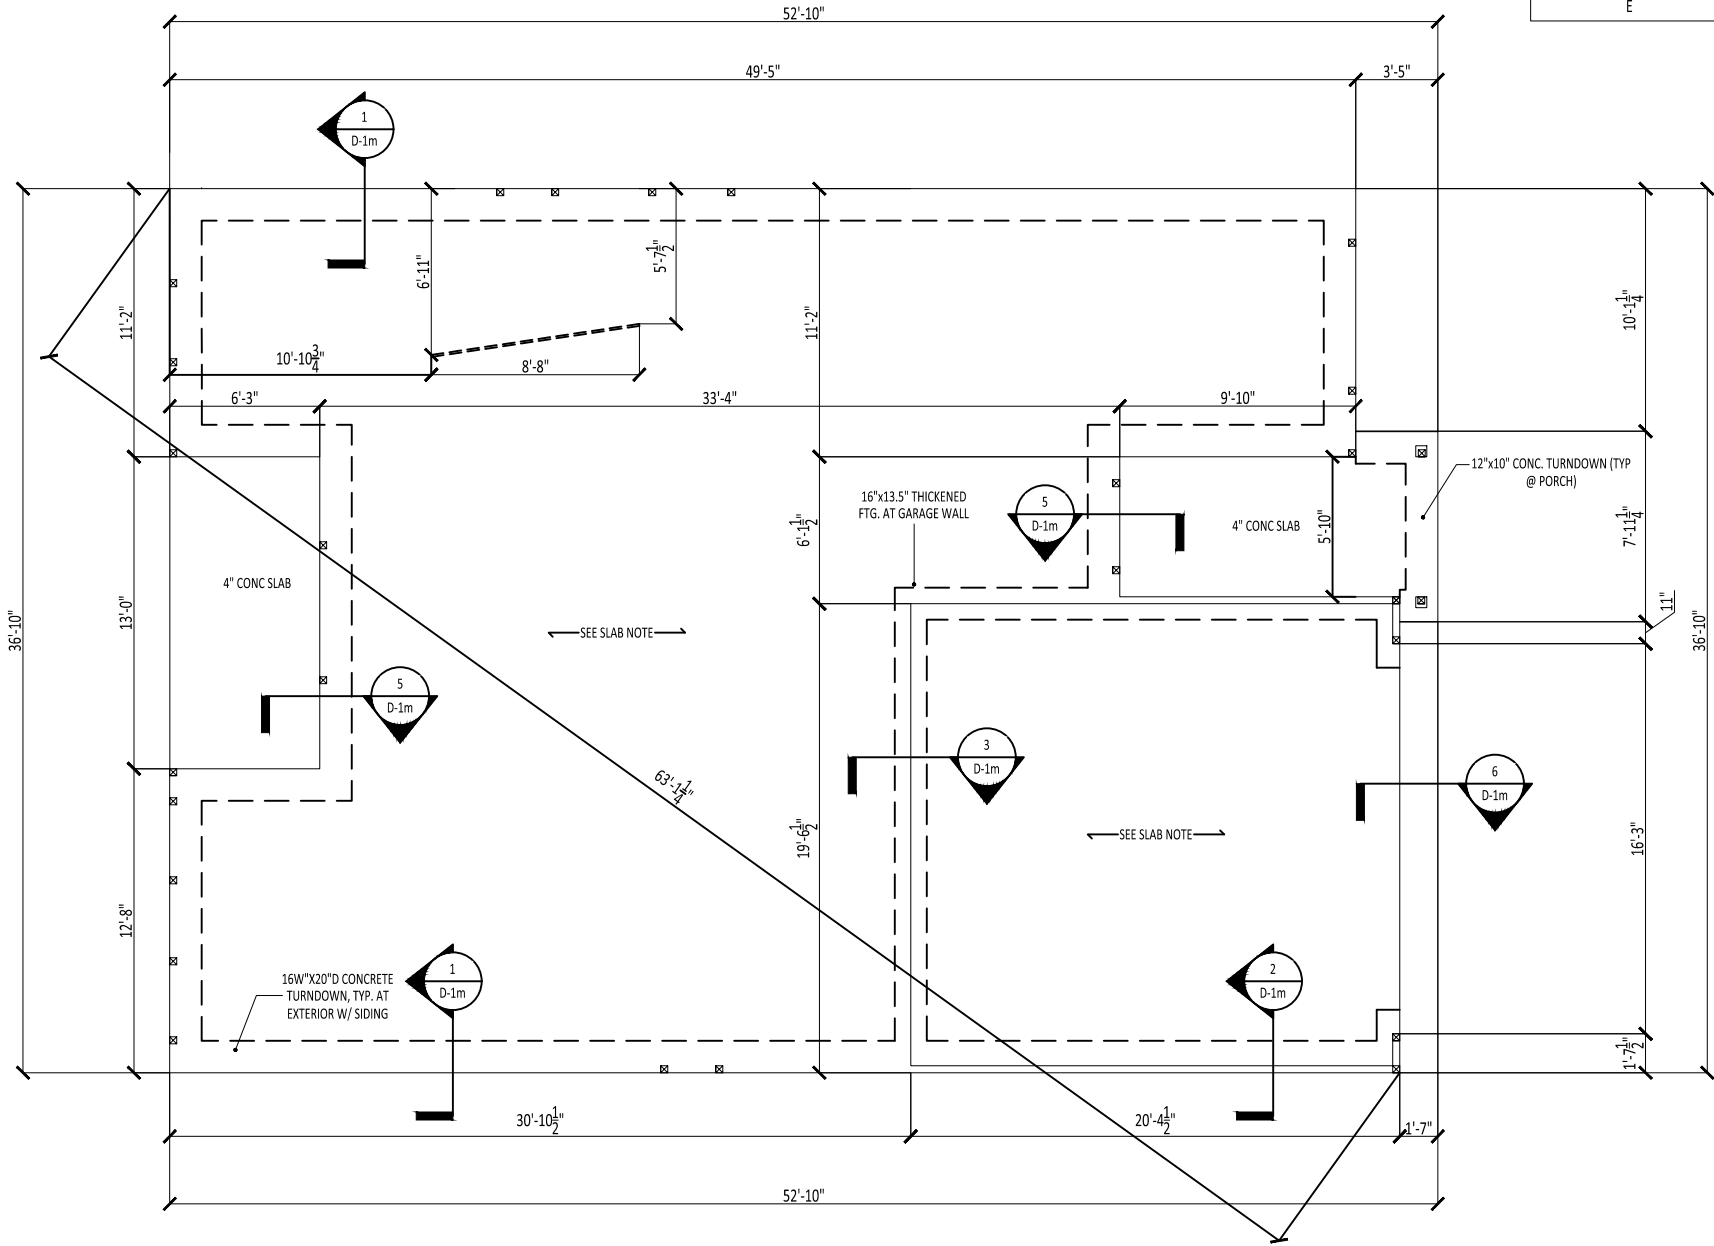 E
52'-10"
49'-5"
3'-5"
1
D-1m
6'-11"
5'-7 1/2"
11'-2"
11'-2"
10'-1 1/4"
10'-10 3/4"
8'-8"
6'-3"
33'-4"
9'-10"
12"x10" CONC. TURNDOWN (TYP
@ PORCH)
16"x13.5" THICKENED
FTG. AT GARAGE WALL
5
D-1m
4" CONC SLAB
5'-10"
6'-1 1/2"
7'-11 1/4"
4" CONC SLAB
13'-0"
11"
36'-10"
36'-10"
SEE SLAB NOTE
5
D-1m
3
D-1m
6
D-1m
63'-1 1/4"
SEE SLAB NOTE
19'-6 1/2"
16'-3"
12'-8"
16W"X20"D CONCRETE
TURNDOWN, TYP. AT
EXTERIOR W/ SIDING
1
D-1m
2
D-1m
1'-7 1/2"
30'-10 1/2"
20'-4 1/2"
1'-7"
52'-10"